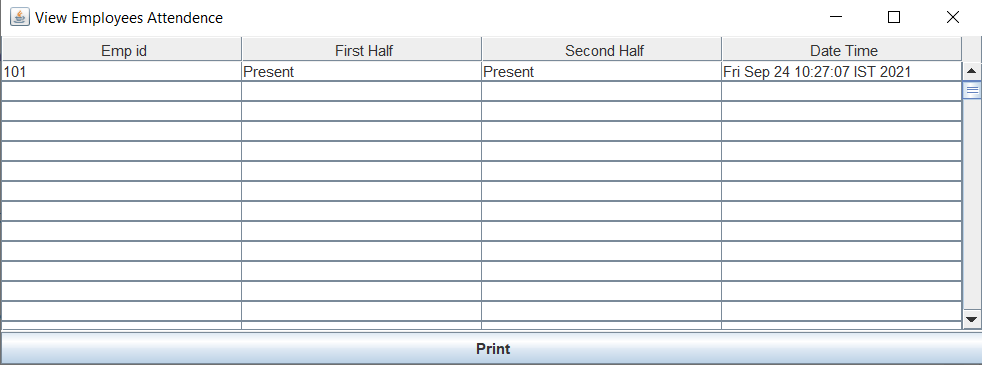 View Employees Attendence
Emp id First Half Second Half Date Time
101 Present Present Fri Sep 24 10:27:07 IST 2021
Print